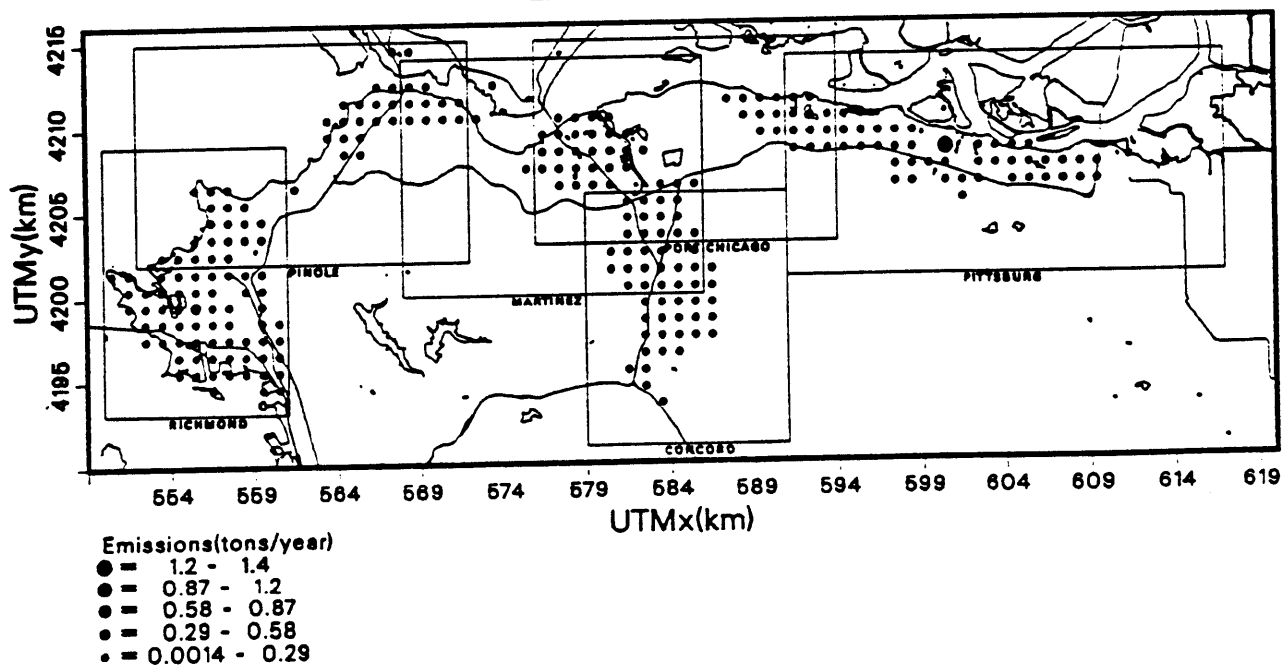 4215
4210
4205
4200
4195
UTMy(km)
PINOLE
MARTINEZ
PORT CHICAGO
PITTSBURG
RICHMOND
CONCORD
554 559 564 569 574 579 584 589 594 599 604 609 614 619
UTMx(km)
Emissions(tons/year)
● = 1.2 - 1.4
● = 0.87 - 1.2
● = 0.58 - 0.87
● = 0.29 - 0.58
● = 0.0014 - 0.29